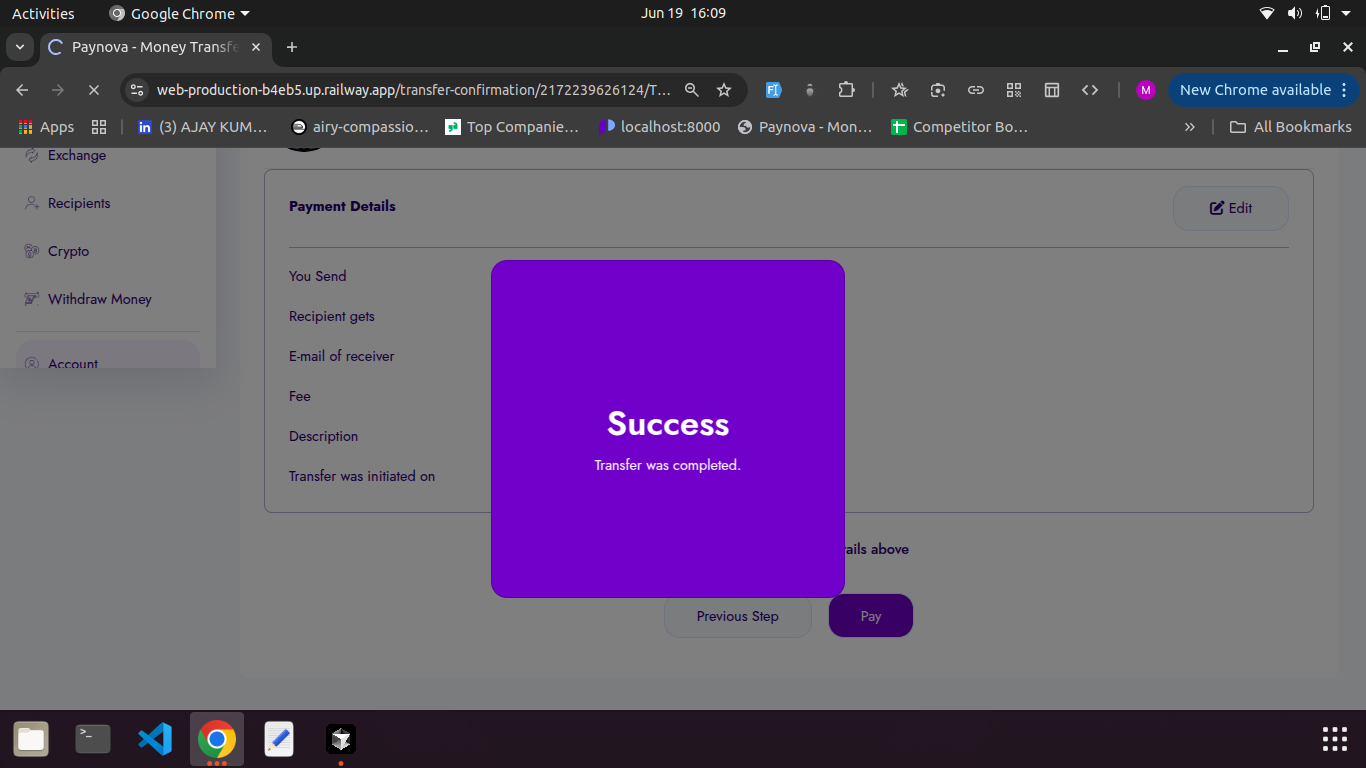 Activities
Google Chrome
Jun 19 16:09
Paynova - Money Transfe
web-production-b4eb5.up.railway.app/transfer-confirmation/2172239626124/T...
M
New Chrome available
Apps
(3) AJAY KUM...
airy-compassio...
Top Companie...
localhost:8000
Paynova - Mon...
Competitor Bo...
All Bookmarks
Exchange
Recipients
Crypto
Withdraw Money
Account
Payment Details
Edit
You Send
Recipient gets
E-mail of receiver
Fee
Description
Transfer was initiated on
Success
Transfer was completed.
ails above
Previous Step
Pay